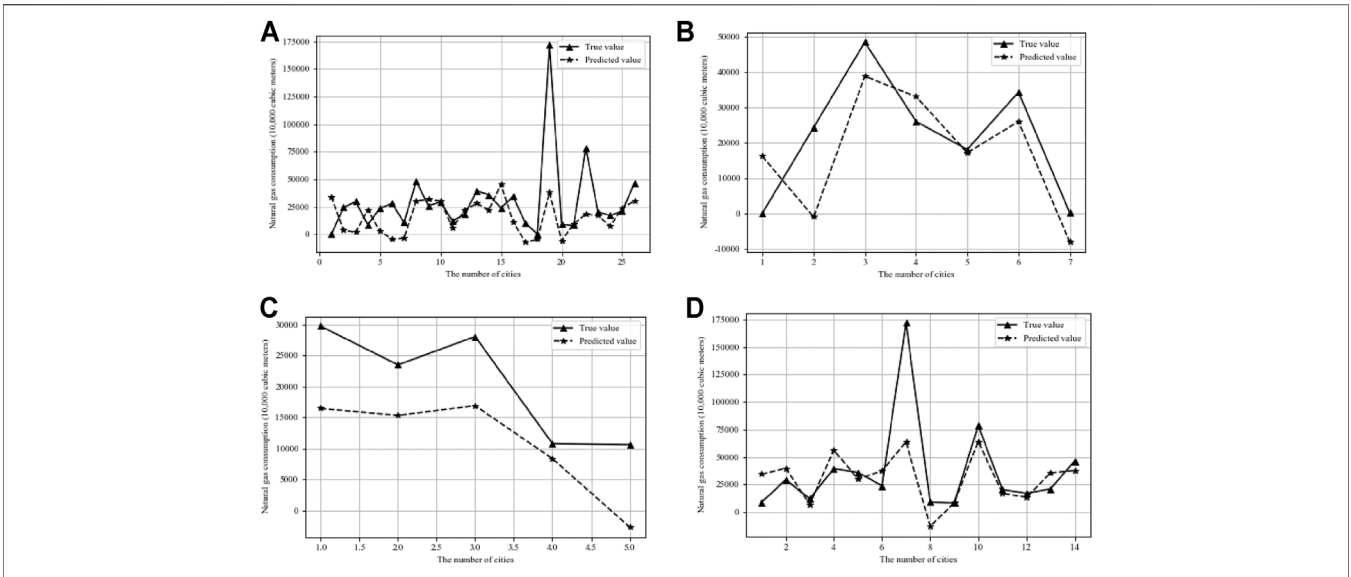 A
Natural gas consumption (10,000 cubic meters)
175000
150000
125000
100000
75000
50000
25000
0
True value
Predicted value
0 5 10 15 20 25
The number of cities
B
Natural gas consumption (10,000 cubic meters)
50000
40000
30000
20000
10000
0
-10000
True value
Predicted value
1 2 3 4 5 6 7
The number of cities
C
Natural gas consumption (10,000 cubic meters)
30000
25000
20000
15000
10000
5000
0
True value
Predicted value
1.0 1.5 2.0 2.5 3.0 3.5 4.0 4.5 5.0
The number of cities
D
Natural gas consumption (10,000 cubic meters)
175000
150000
125000
100000
75000
50000
25000
0
True value
Predicted value
2 4 6 8 10 12 14
The number of cities